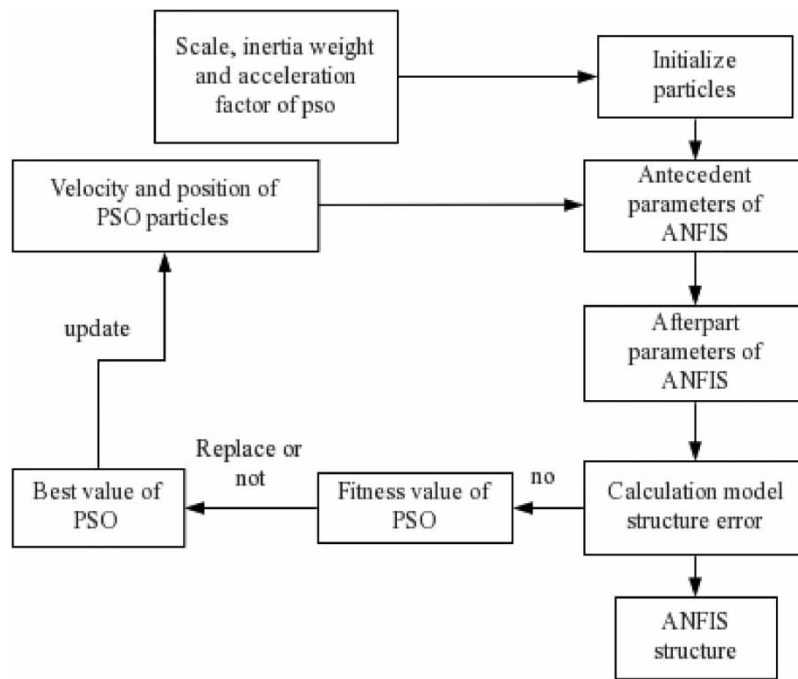 Scale, inertia weight
and acceleration
factor of pso
Initialize
particles
Velocity and position of
PSO particles
Antecedent
parameters of
ANFIS
update
Afterpart
parameters of
ANFIS
Replace or
not
Best value of
PSO
Fitness value of
PSO
no
Calculation model
structure error
ANFIS
structure